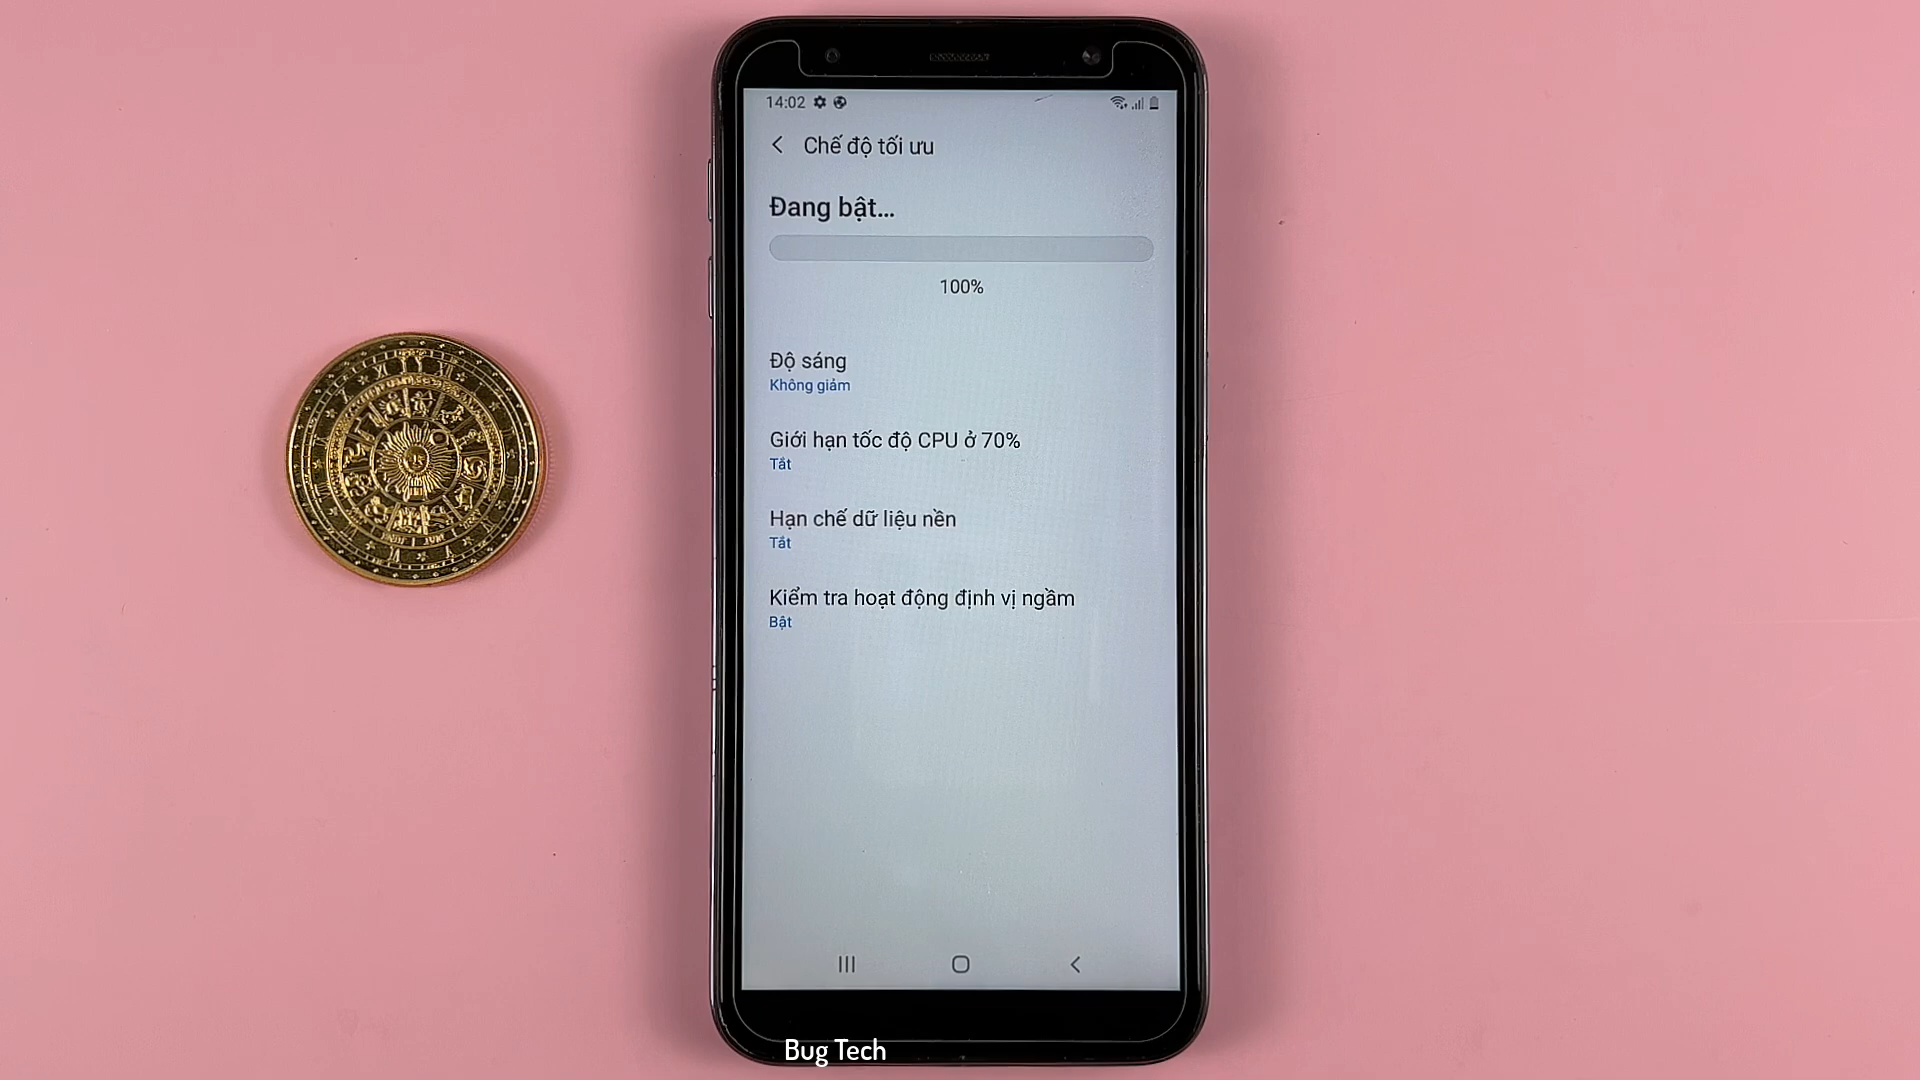 14:02
Chế độ tối ưu
Đang bật...
100%
Độ sáng
Không giảm
Giới hạn tốc độ CPU ở 70%
Tắt
Hạn chế dữ liệu nền
Tắt
Kiểm tra hoạt động định vị ngầm
Bật
Bug Tech